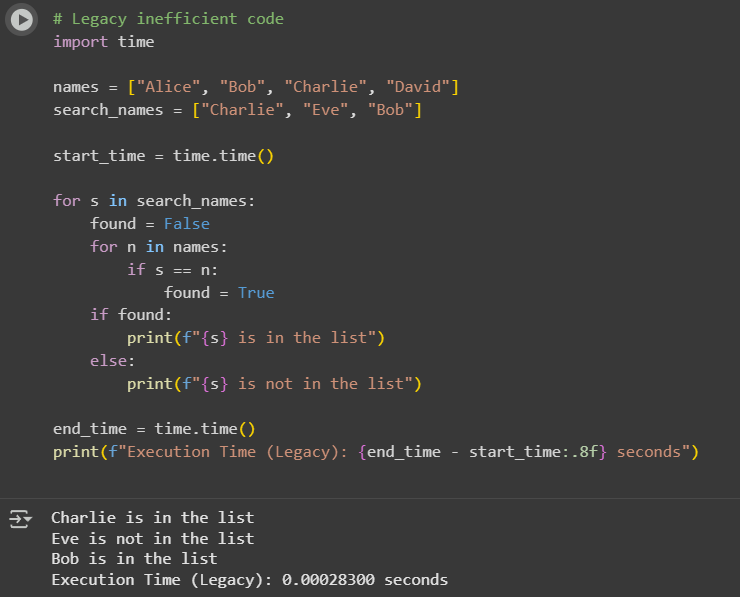 # Legacy inefficient code
import time
names = ["Alice", "Bob", "Charlie", "David"]
search_names = ["Charlie", "Eve", "Bob"]
start_time = time.time()
for s in search_names:
    found = False
    for n in names:
        if s == n:
            found = True
    if found:
        print(f"{s} is in the list")
    else:
        print(f"{s} is not in the list")
end_time = time.time()
print(f"Execution Time (Legacy): {end_time - start_time:.8f} seconds")
Charlie is in the list
Eve is not in the list
Bob is in the list
Execution Time (Legacy): 0.00028300 seconds